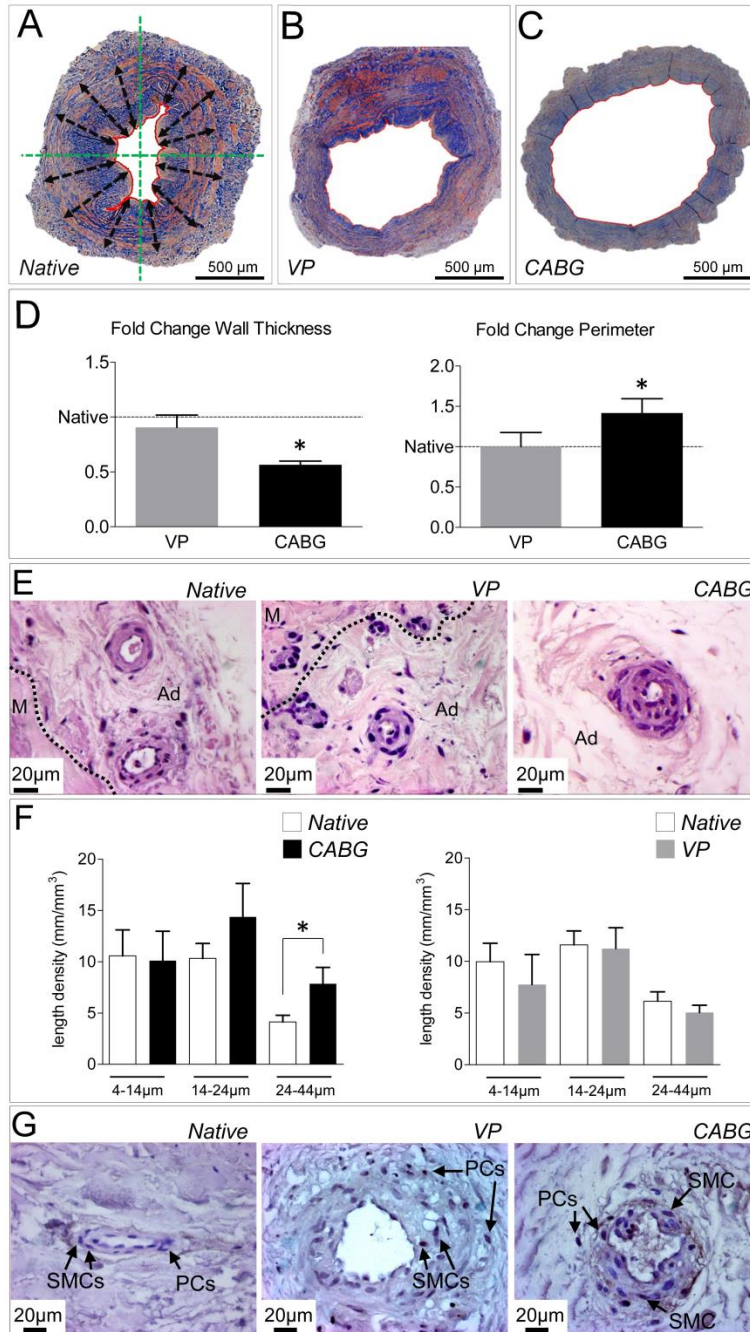 A
B
C
Native
500 µm
VP
500 µm
CABG
500 µm
D
Fold Change Wall Thickness
1.5
Native
0.5
0.0
*
VP
CABG
Fold Change Perimeter
2.0
1.5
Native
0.5
0.0
*
VP
CABG
E
Native
M
Ad
20µm
VP
M
Ad
20µm
CABG
Ad
20µm
F
Native
CABG
length density (mm/mm³)
20
15
10
5
0
*
4-14µm
14-24µm
24-44µm
Native
VP
length density (mm/mm³)
20
15
10
5
0
4-14µm
14-24µm
24-44µm
G
Native
SMCs
PCs
20µm
VP
PCs
SMCs
20µm
CABG
PCs
SMC
SMC
20µm